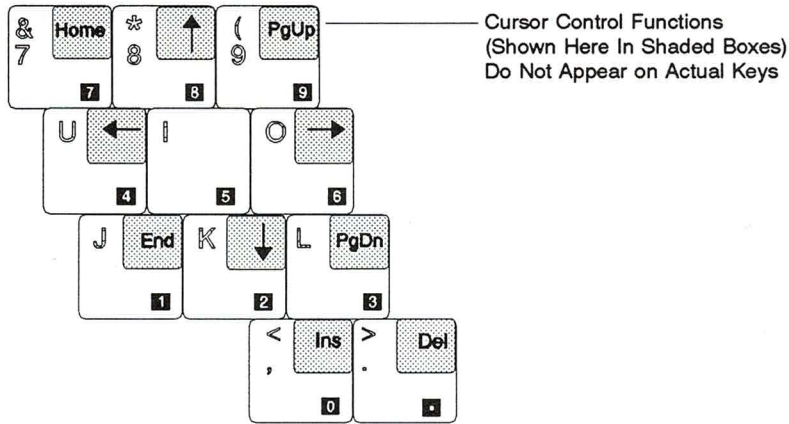 & Home * ↑ ( PgUp
7 8 9
7 8 9
Cursor Control Functions
(Shown Here In Shaded Boxes)
Do Not Appear on Actual Keys
U ← I O →
4 5 6
J End K ↓ L PgDn
1 2 3
< Ins > Del
, .
0 .